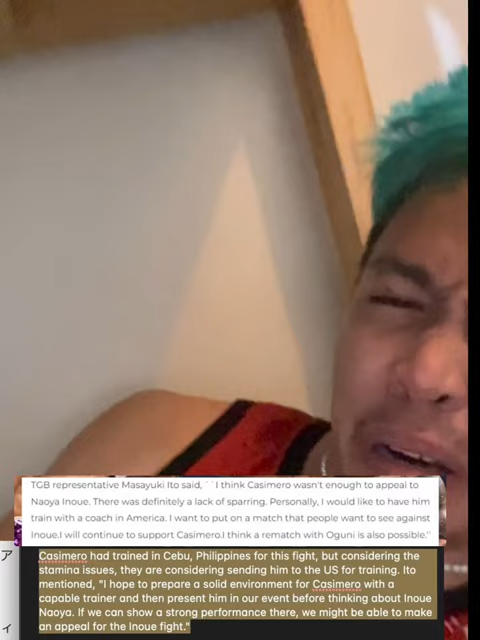 TGB representative Masayuki Ito said, ``I think Casimero wasn't enough to appeal to
Naoya Inoue. There was definitely a lack of sparring. Personally, I would like to have him
train with a coach in America. I want to put on a match that people want to see against
Inoue.I will continue to support Casimero.I think a rematch with Oguni is also possible.''
ア
Casimero had trained in Cebu, Philippines for this fight, but considering the
stamina issues, they are considering sending him to the US for training. Ito
mentioned, "I hope to prepare a solid environment for Casimero with a
capable trainer and then present him in our event before thinking about Inoue
Naoya. If we can show a strong performance there, we might be able to make
an appeal for the Inoue fight."
イ